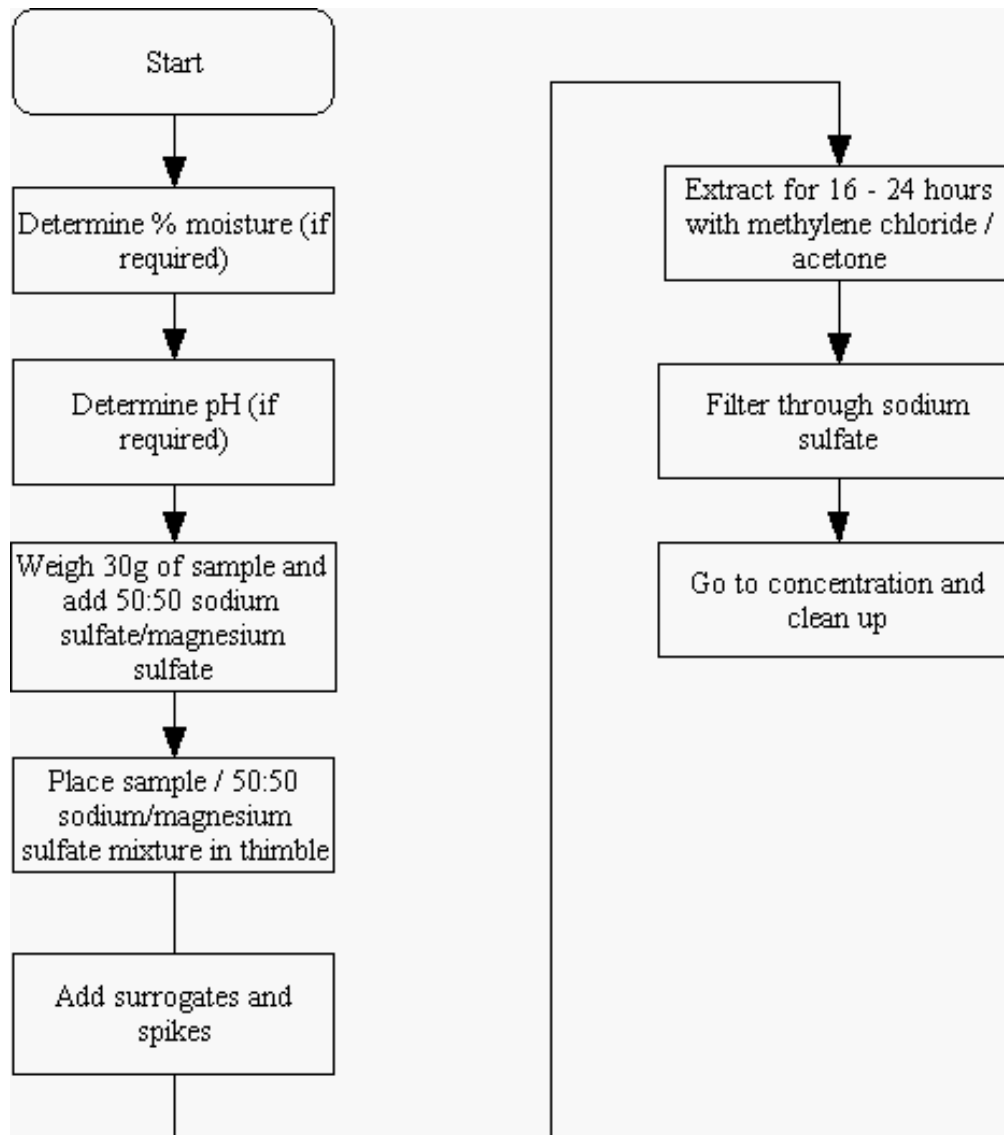 Start
Determine % moisture (if
required)
Determine pH (if
required)
Weigh 30g of sample and
add 50:50 sodium
sulfate/magnesium
sulfate
Place sample / 50:50
sodium/magnesium
sulfate mixture in thimble
Add surrogates and
spikes
Extract for 16 - 24 hours
with methylene chloride /
acetone
Filter through sodium
sulfate
Go to concentration and
clean up